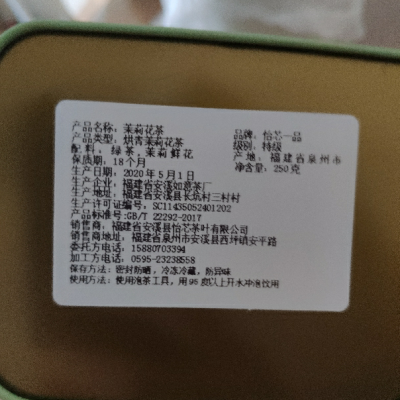 产品名称：茉莉花茶
品牌：怡芯一品
产品类型：烘青茉莉花茶
级别：特级
配料：绿茶，茉莉鲜花
产地：福建省泉州市
保质期：18个月
净含量：250克
生产日期：2020年5月1日
生产企业：福建省安溪如意茶厂
生产地址：福建省安溪县长坑村三村村
生产许可证编号：SC11435052401202
产品标准号:GB/T 22292-2017
销售商：福建省安溪县怡芯茶叶有限公司
销售商地址：福建省泉州市安溪县西坪镇安平路
委托方电话：15880703394
加工方电话：0595-23238558
保存方法：密封防晒，冷冻冷藏，防异味
使用方法：使用泡茶工具，用95度以上开水冲泡饮用